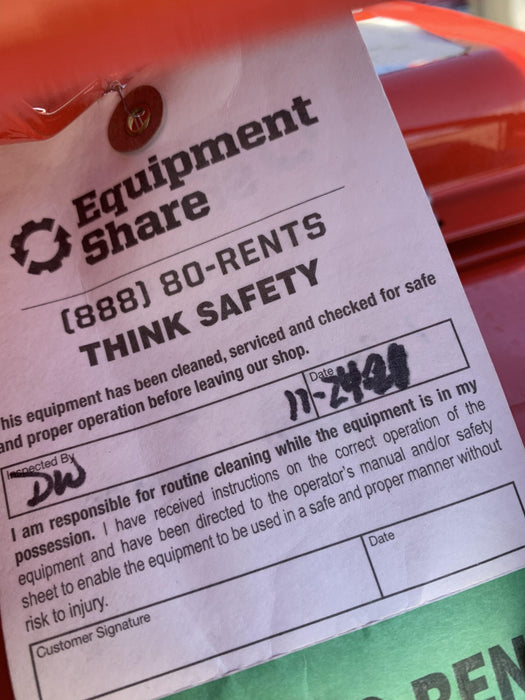 Equipment
Share
(888) 80-RENTS
THINK SAFETY
his equipment has been cleaned, serviced and checked for safe
and proper operation before leaving our shop.
Inspected By
Date
DW
I am responsible for routine cleaning while the equipment is in my
possession. I have received instructions on the correct operation of the
equipment and have been directed to the operator's manual and/or safety
sheet to enable the equipment to be used in a safe and proper manner without
risk to injury.
Customer Signature
Date